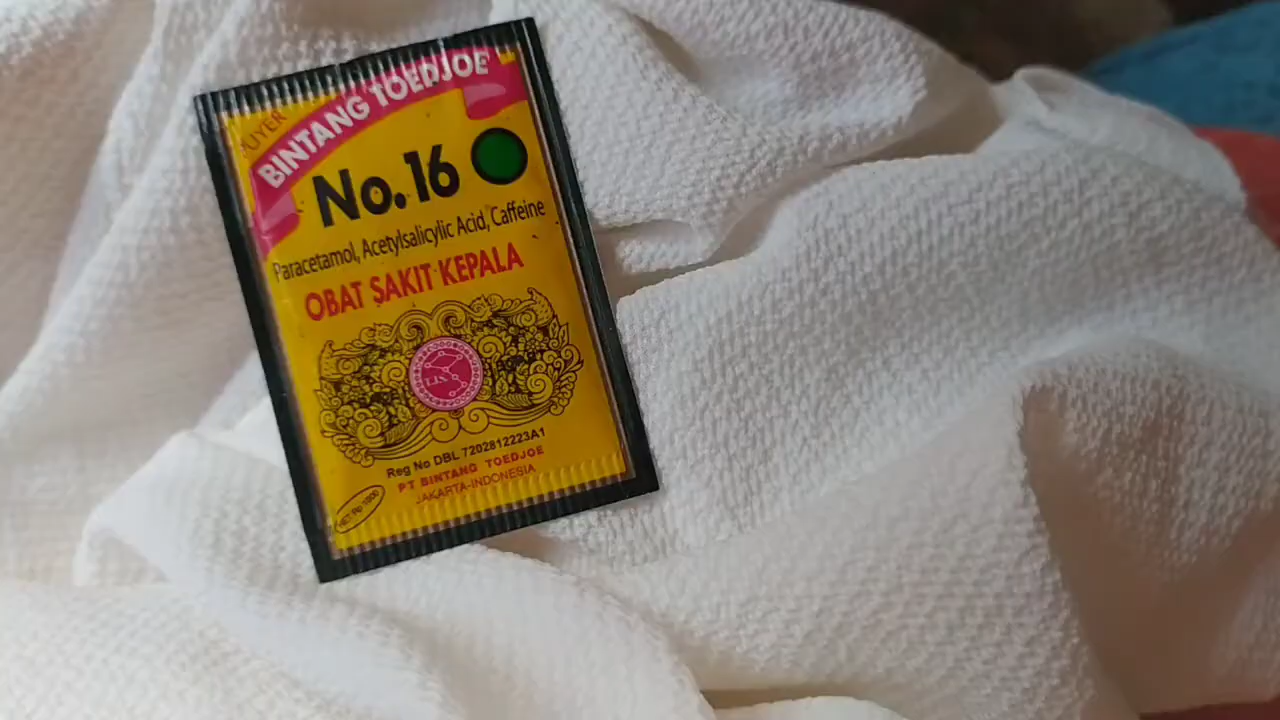 PUYER
BINTANG TOEDJOE
No.16
Paracetamol, Acetylsalicylic Acid, Caffeine
OBAT SAKIT KEPALA
Reg No DBL 7202812223A1
PT BINTANG TOEDJOE
JAKARTA-INDONESIA